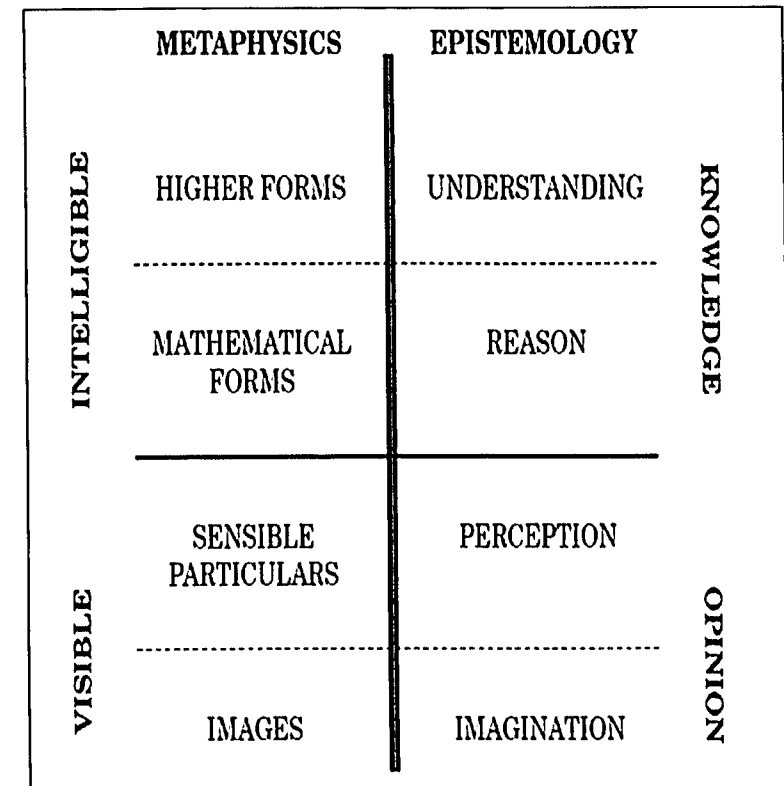 METAPHYSICS EPISTEMOLOGY
INTELLIGIBLE
HIGHER FORMS UNDERSTANDING
KNOWLEDGE
MATHEMATICAL
FORMS
REASON
VISIBLE
SENSIBLE
PARTICULARS
PERCEPTION
OPINION
IMAGES IMAGINATION